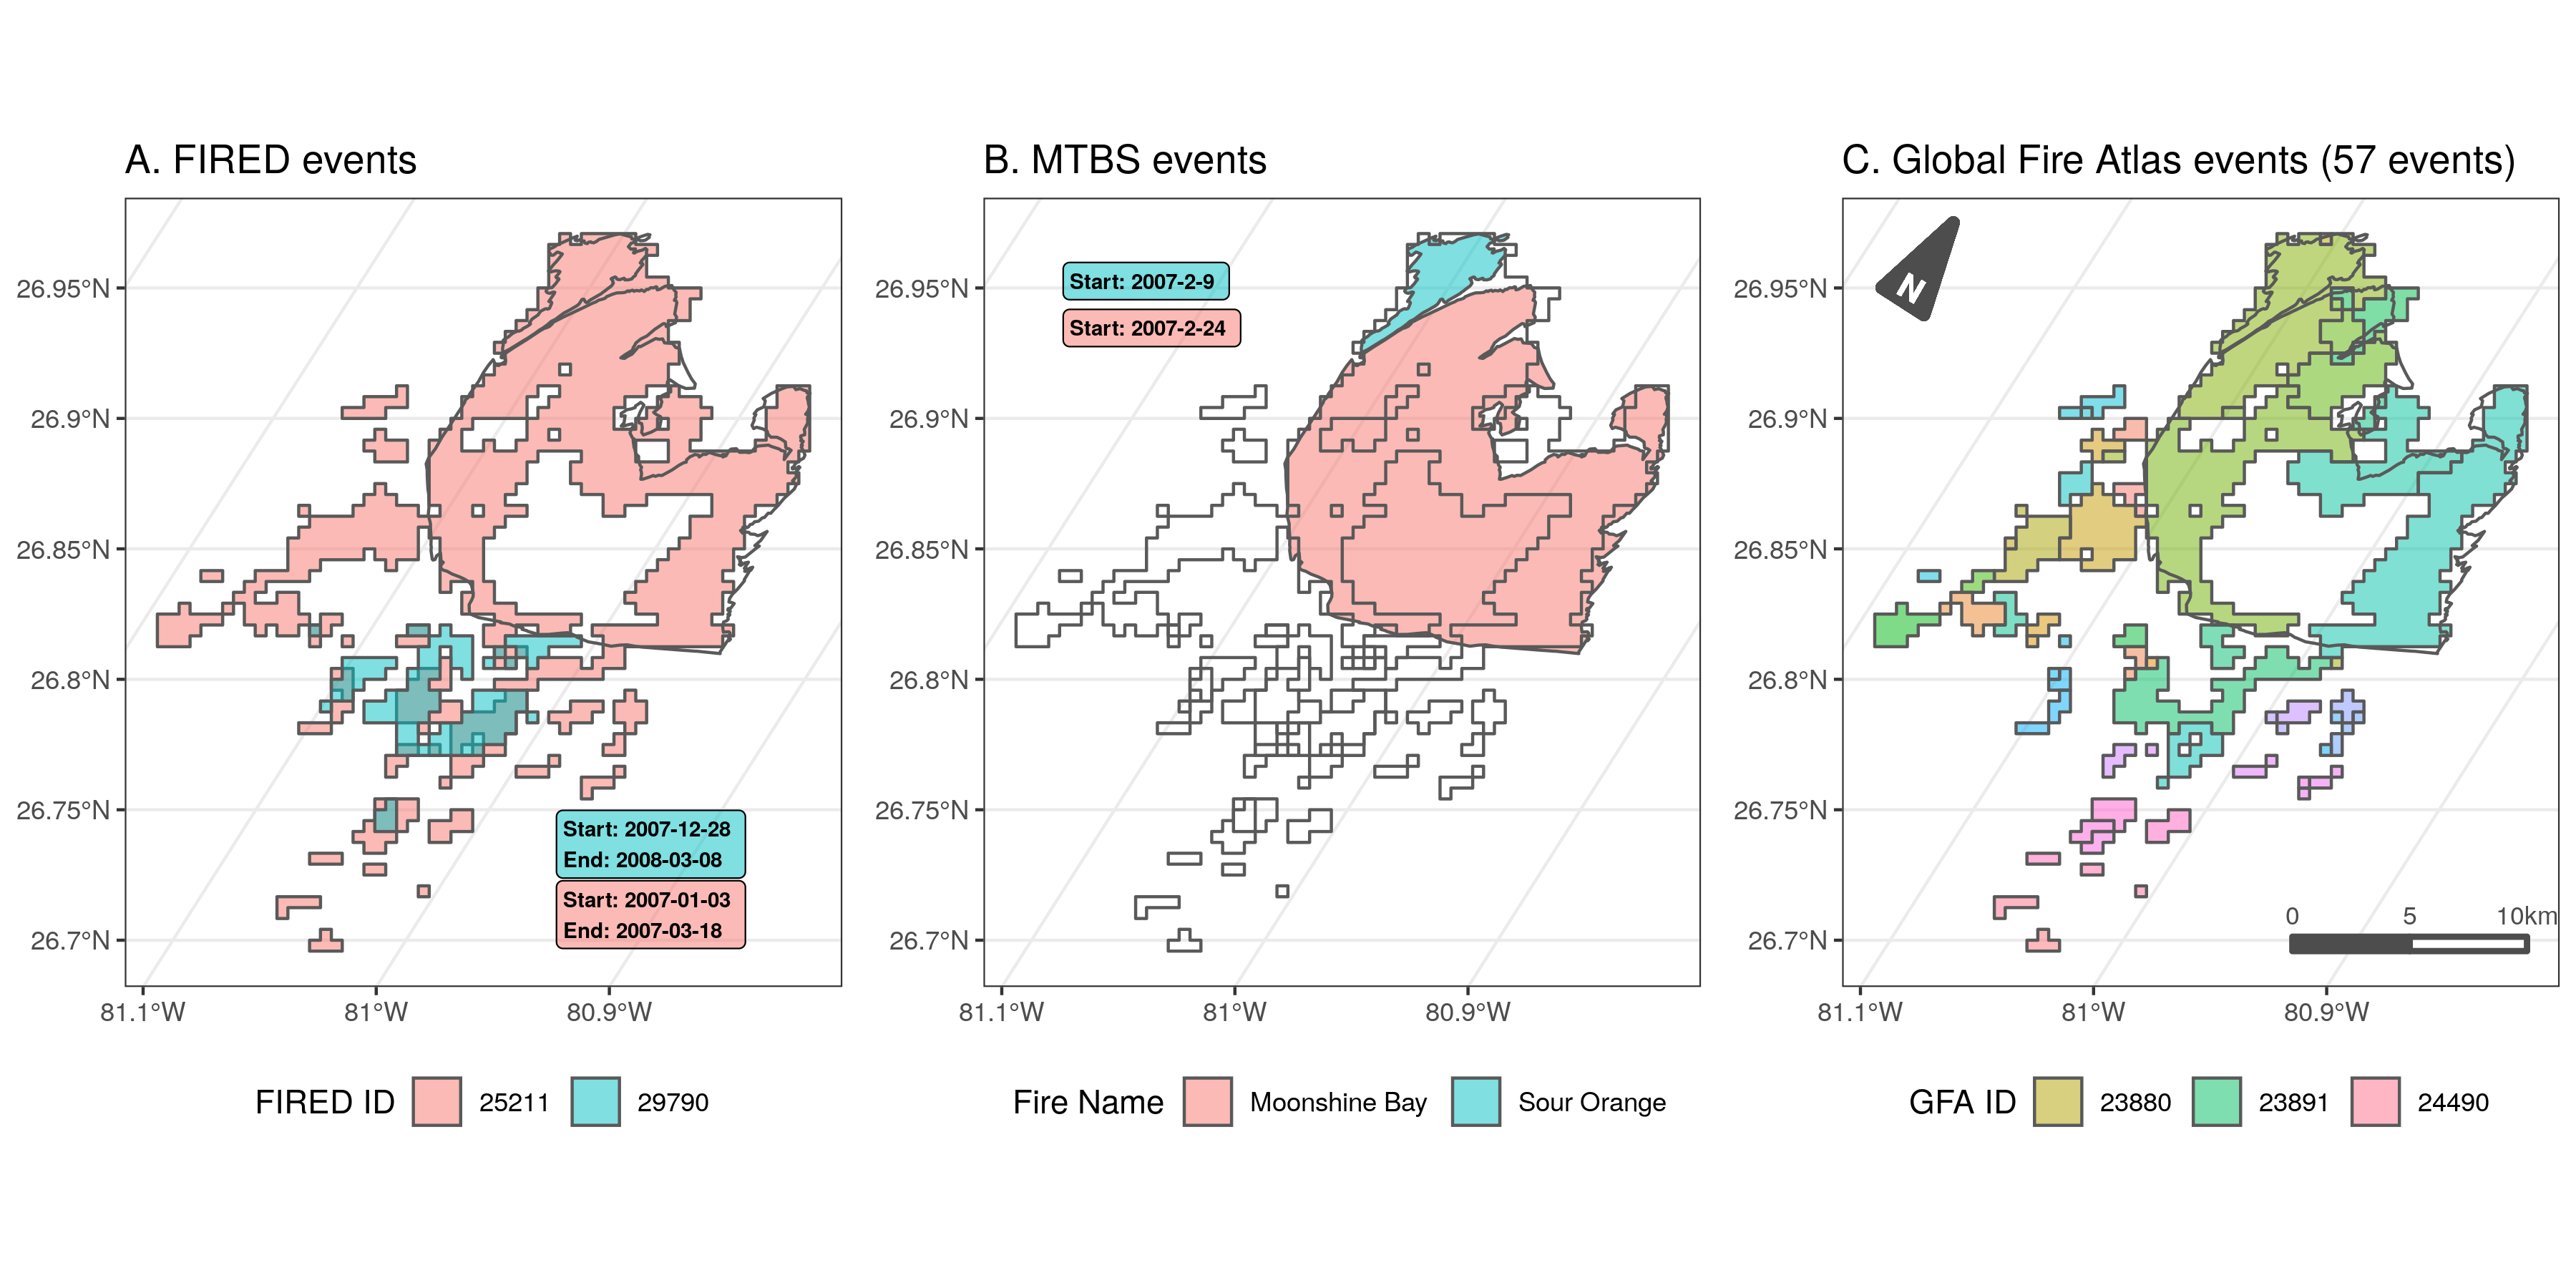 A. FIRED events
B. MTBS events
C. Global Fire Atlas events (57 events)
26.95°N
26.9°N
26.85°N
26.8°N
26.75°N
26.7°N
81.1°W
81°W
80.9°W
Start: 2007-12-28
End: 2008-03-08
Start: 2007-01-03
End: 2007-03-18
FIRED ID
25211
29790
26.95°N
26.9°N
26.85°N
26.8°N
26.75°N
26.7°N
81.1°W
81°W
80.9°W
Start: 2007-2-9
Start: 2007-2-24
Fire Name
Moonshine Bay
Sour Orange
26.95°N
26.9°N
26.85°N
26.8°N
26.75°N
26.7°N
81.1°W
81°W
80.9°W
N
0
5
10km
GFA ID
23880
23891
24490